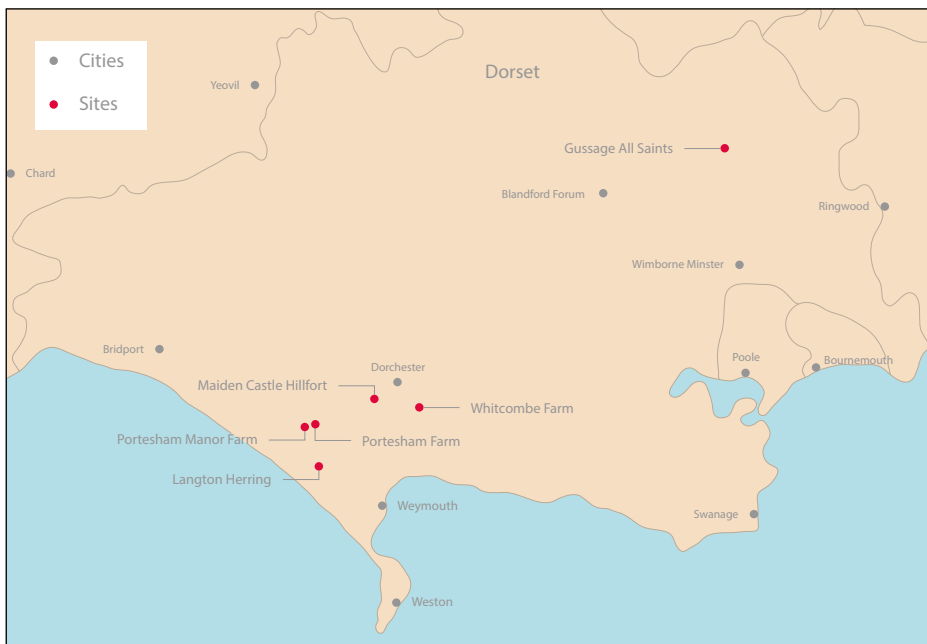 Cities
Sites
Dorset
Yeovil
Gussage All Saints
Chard
Blandford Forum
Ringwood
Wimborne Minster
Bridport
Dorchester
Poole
Bournemouth
Maiden Castle Hillfort
Whitcombe Farm
Portesham Manor Farm
Portesham Farm
Langton Herring
Weymouth
Swanage
Weston